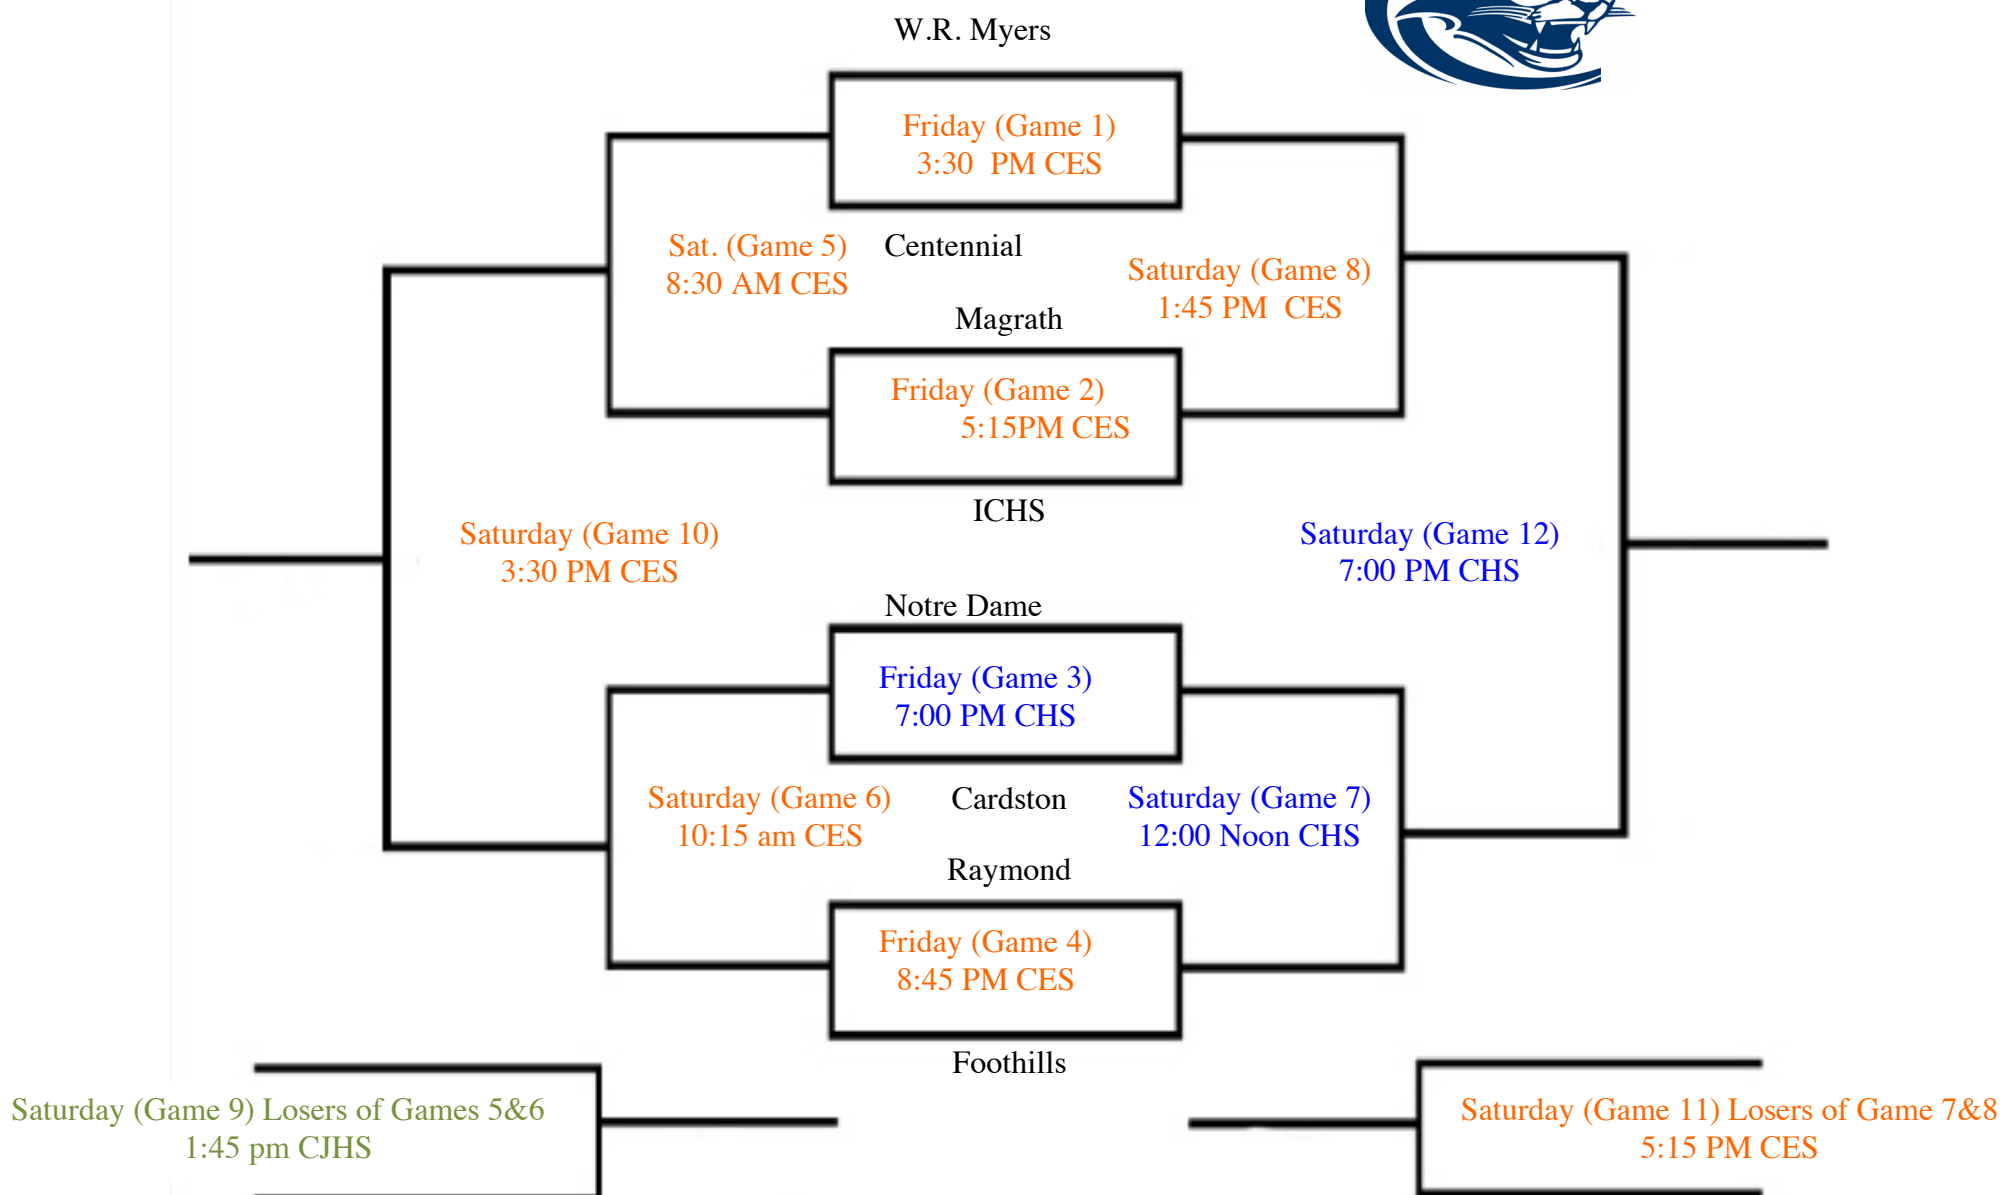 W.R. Myers
Friday (Game 1)
3:30  PM CES
Sat. (Game 5)
8:30 AM CES
Centennial
Saturday (Game 8)
1:45 PM  CES
Magrath
Friday (Game 2)
5:15PM CES
ICHS
Saturday (Game 10)
3:30 PM CES
Saturday (Game 12)
7:00 PM CHS
Notre Dame
Friday (Game 3)
7:00 PM CHS
Saturday (Game 6)
10:15 am CES
Cardston
Saturday (Game 7)
12:00 Noon CHS
Raymond
Friday (Game 4)
8:45 PM CES
Foothills
Saturday (Game 9) Losers of Games 5&6
1:45 pm CJHS
Saturday (Game 11) Losers of Game 7&8
5:15 PM CES